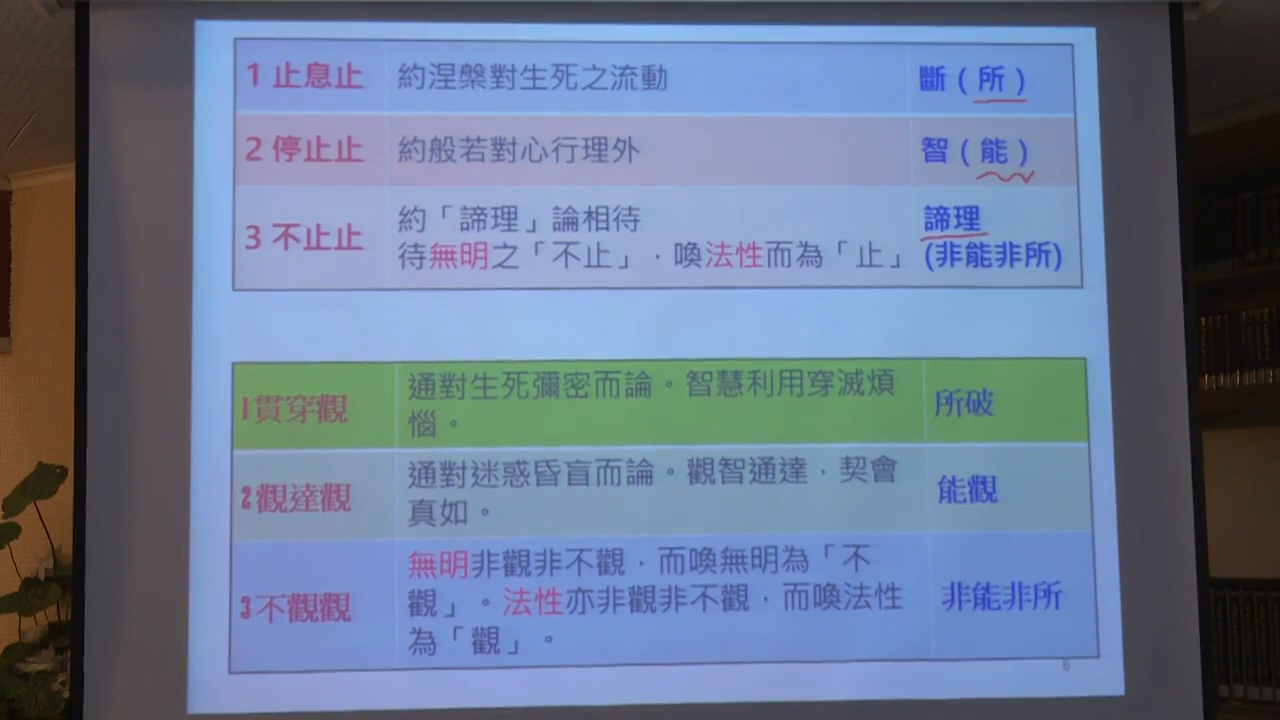 1 止息止 約涅槃對生死之流動 斷(所)
2 停止止 約般若對心行理外 智(能)
3 不止止 約「諦理」論相待 諦理
待無明之「不止」，喚法性而為「止」 (非能非所)
1 貫穿觀 通對生死彌密而論。智慧利用穿滅煩 所破
惱。
2 觀達觀 通對迷惑昏盲而論。觀智通達，契會 能觀
真如。
3 不觀觀 無明非觀非不觀，而喚無明為「不
觀」。法性亦非觀非不觀，而喚法性 非能非所
為「觀」。
6